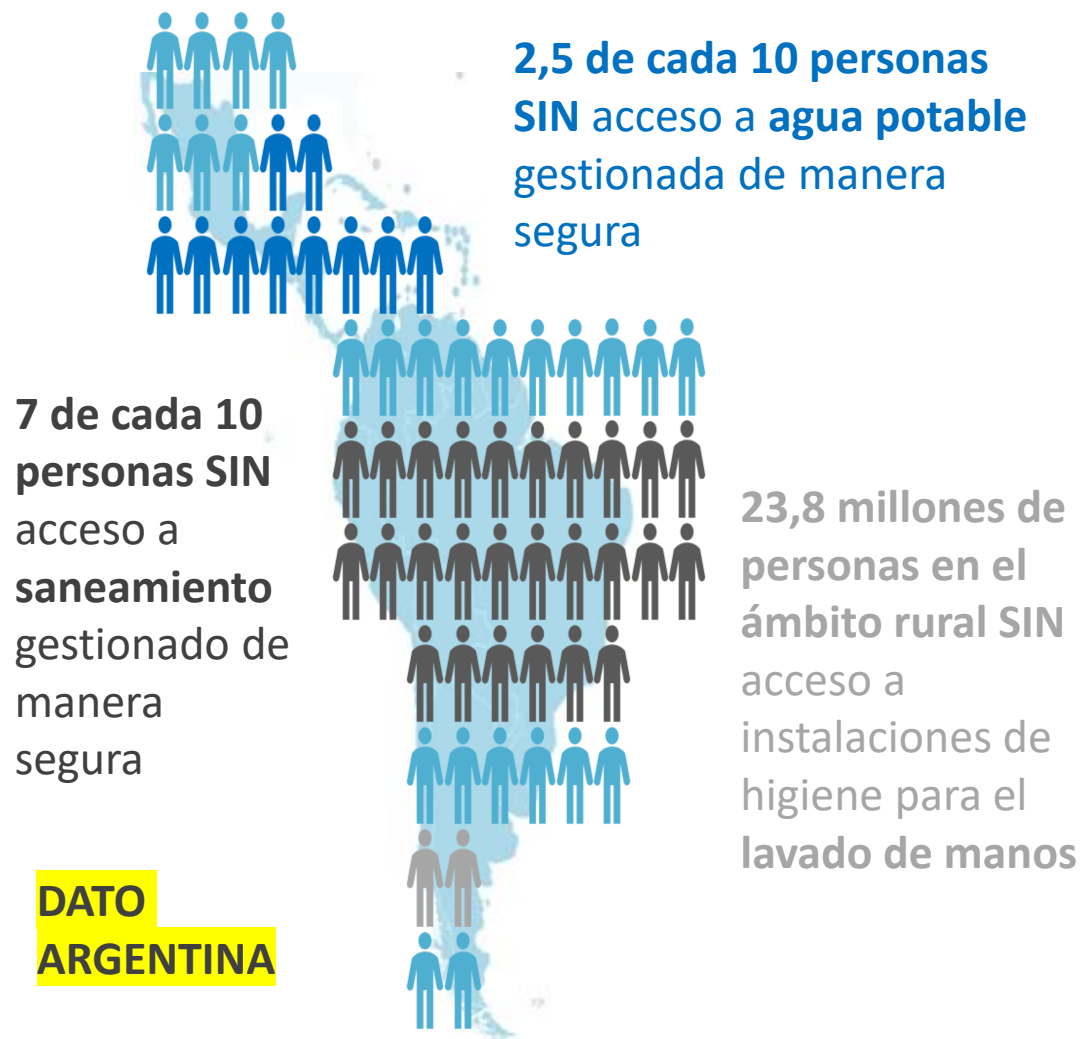 2,5 de cada 10 personas
SIN acceso a agua potable
gestionada de manera
segura
7 de cada 10
personas SIN
acceso a
saneamiento
gestionado de
manera
segura
23,8 millones de
personas en el
ámbito rural SIN
acceso a
instalaciones de
higiene para el
lavado de manos
DATO
ARGENTINA